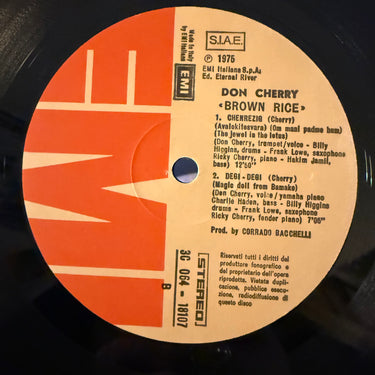 S.I.A.E.
℗ 1975
EMI Italiana S.p.A.
Ed. Eternal River
Made in Italy
by EMI Italiana
EMI
EMI
DON CHERRY
«BROWN RICE»
1. CHENREZIG (Cherry)
(Avalokitesvara) (Om mani padme hum)
(The jewel in the lotus)
(Don Cherry, trumpet/voice - Billy
Higgins, drums - Frank Lowe, saxophone
Ricky Cherry, piano - Hakim Jamil,
bass) 12'50"
2. DEGI-DEGI (Cherry)
(Magic doll from Bamako)
(Don Cherry, voice/yamaha piano
Charlie Haden, bass - Billy Higgins
drums - Frank Lowe, saxophone
Ricky Cherry, fender piano) 7'05"
Prod. by CORRADO BACCHELLI
Riservati tutti i diritti del
produttore fonografico e
del proprietario dell'opera
riprodotta. Vietata duplica-
zione, pubblica esecuzione,
radiodiffusione di
questo disco
STEREO
3C 064 - 18107
B